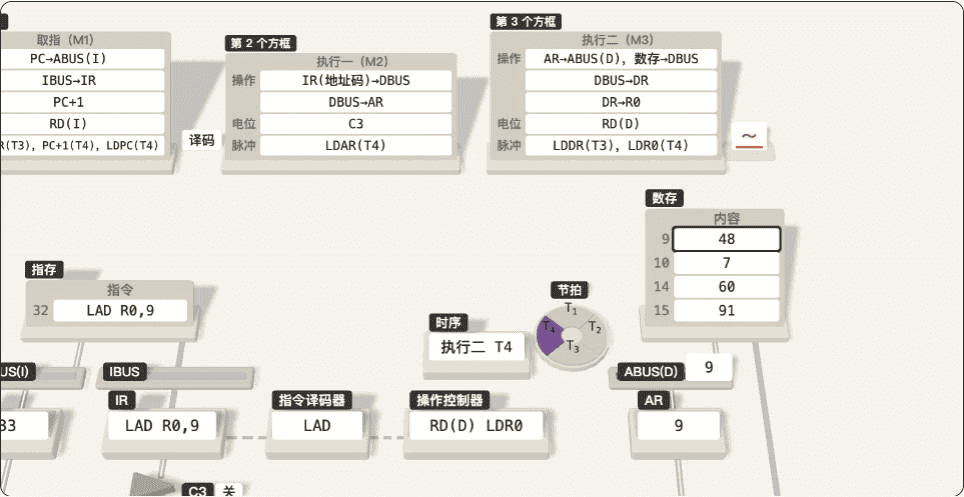 取指（M1）
PC→ABUS(I)
IBUS→IR
PC+1
RD(I)
R(T3), PC+1(T4), LDPC(T4)
译码
第 2 个方框
执行一（M2）
操作 IR(地址码)→DBUS
DBUS→AR
电位 C3
脉冲 LDAR(T4)
第 3 个方框
执行二（M3）
操作 AR→ABUS(D)，数存→DBUS
DBUS→DR
DR→R0
电位 RD(D)
脉冲 LDDR(T3), LDR0(T4)
～
数存
内容
9 48
10 7
14 60
15 91
指存
指令
32 LAD R0,9
时序
执行二 T4
节拍
T1
T2
T3
T4
US(I)
IBUS
ABUS(D) 9
33
IR
LAD R0,9
指令译码器
LAD
操作控制器
RD(D) LDR0
AR
9
C3 关